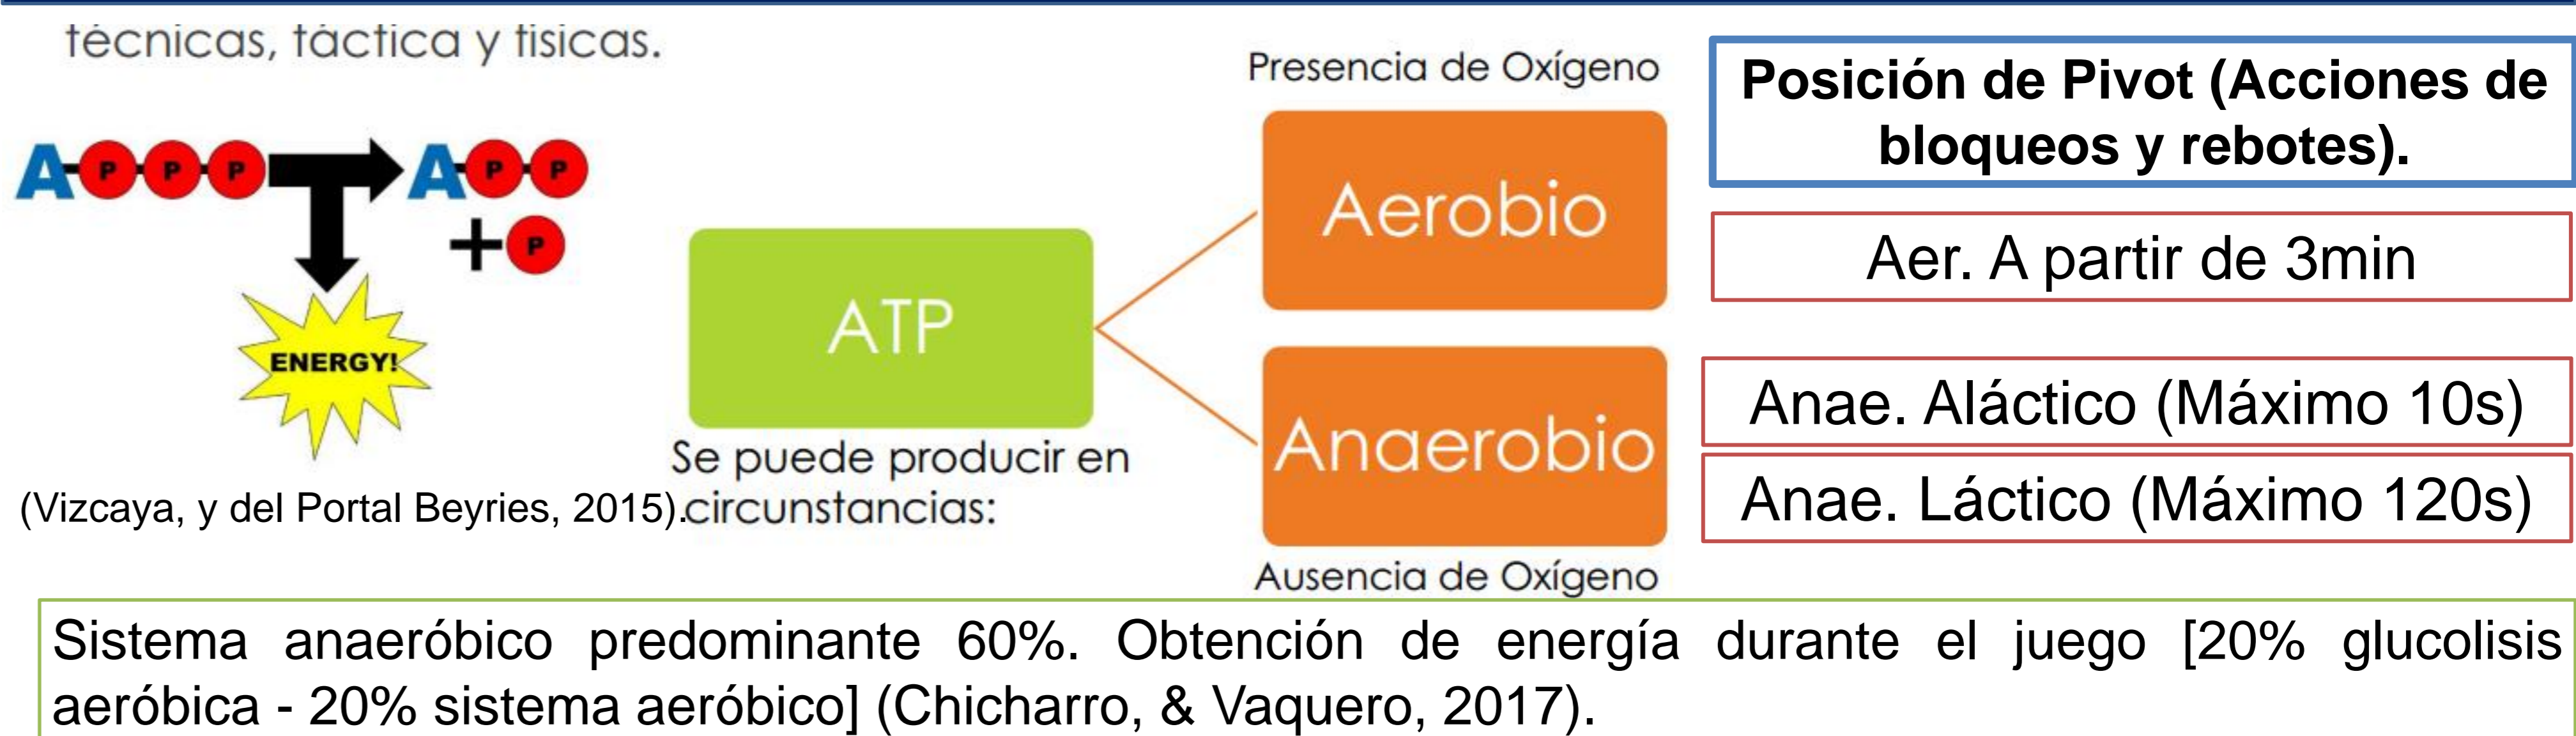 técnicas, táctica y físicas.
A-P-P-P
A-P-P
+P
ENERGY!
(Vizcaya, y del Portal Beyries, 2015).
ATP
Se puede producir en
circunstancias:
Presencia de Oxígeno
Aerobio
Anaerobio
Ausencia de Oxígeno
Posición de Pivot (Acciones de
bloqueos y rebotes).
Aer. A partir de 3min
Anae. Aláctico (Máximo 10s)
Anae. Láctico (Máximo 120s)
Sistema anaeróbico predominante 60%. Obtención de energía durante el juego [20% glucolisis
aeróbica - 20% sistema aeróbico] (Chicharro, & Vaquero, 2017).